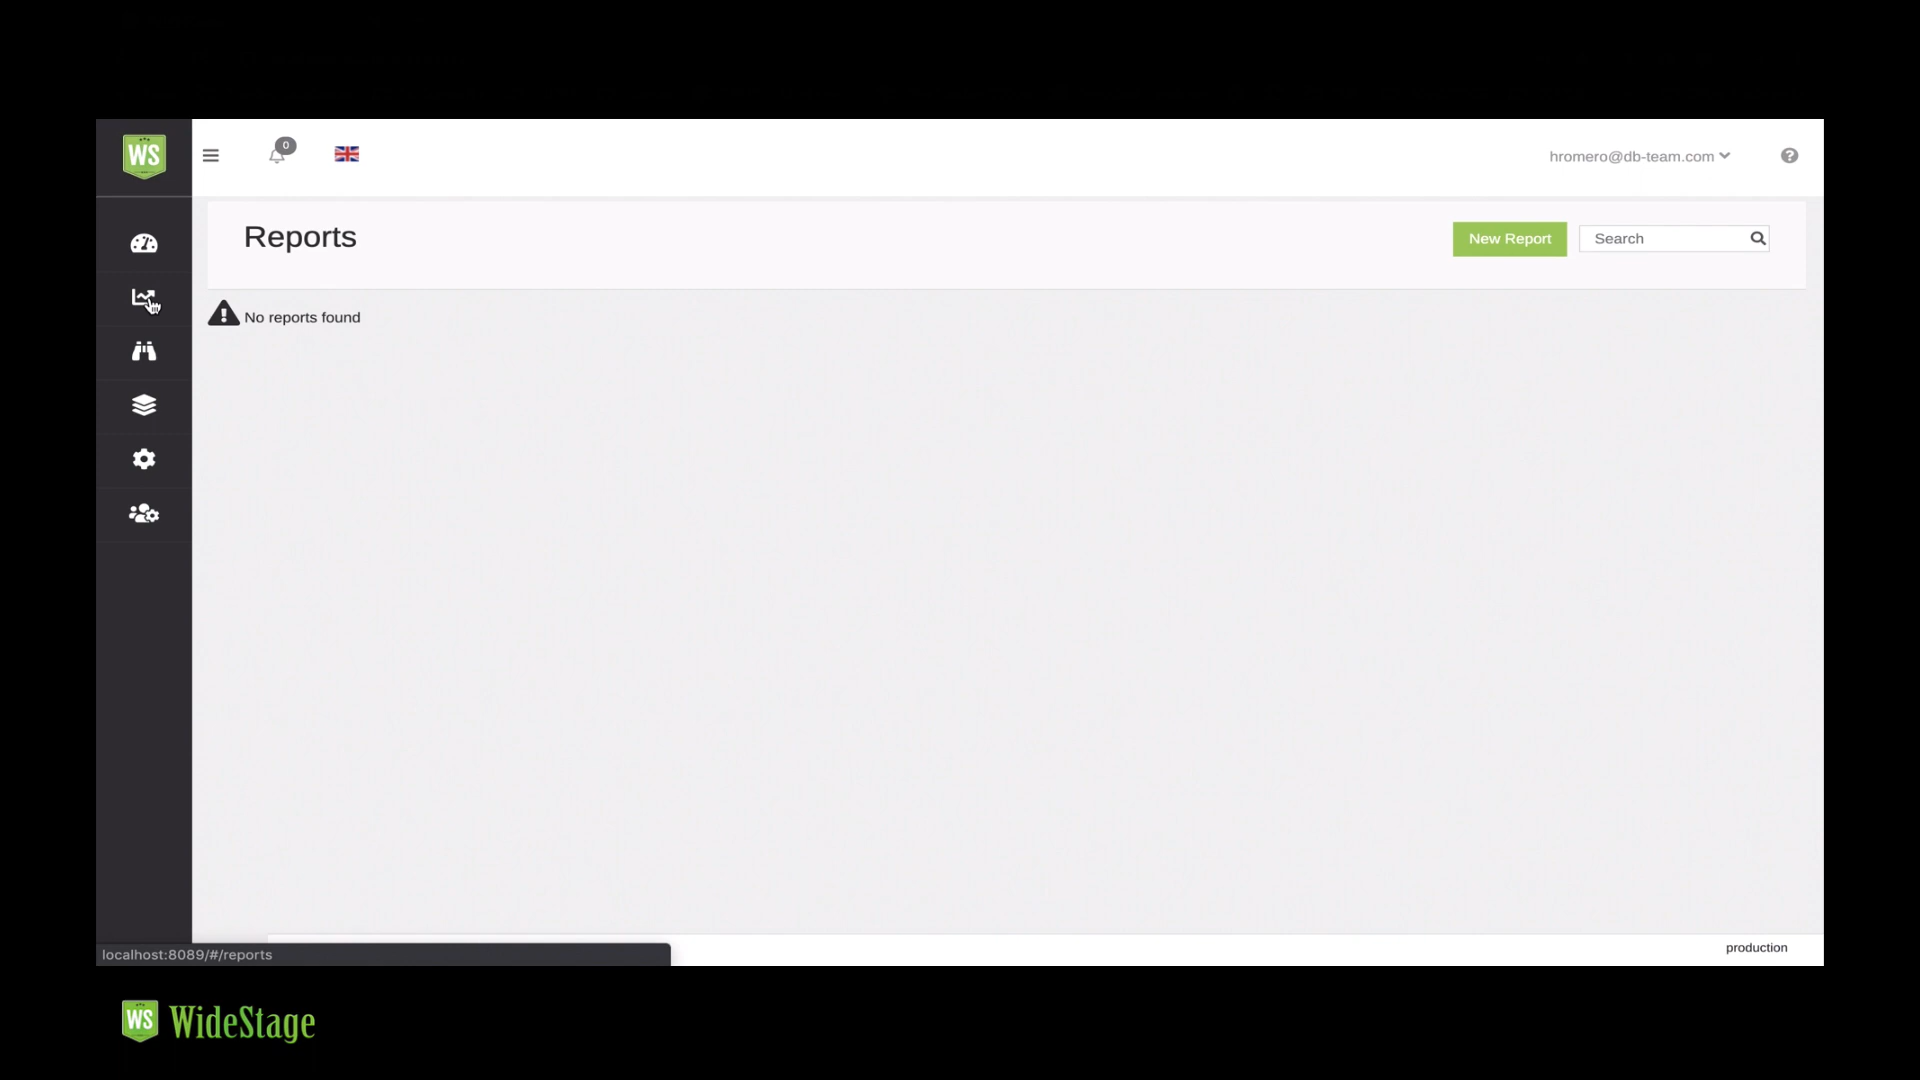 WS
0
hromero@db-team.com
Reports
New Report
Search
No reports found
localhost:8089/#/reports
production
WS WideStage